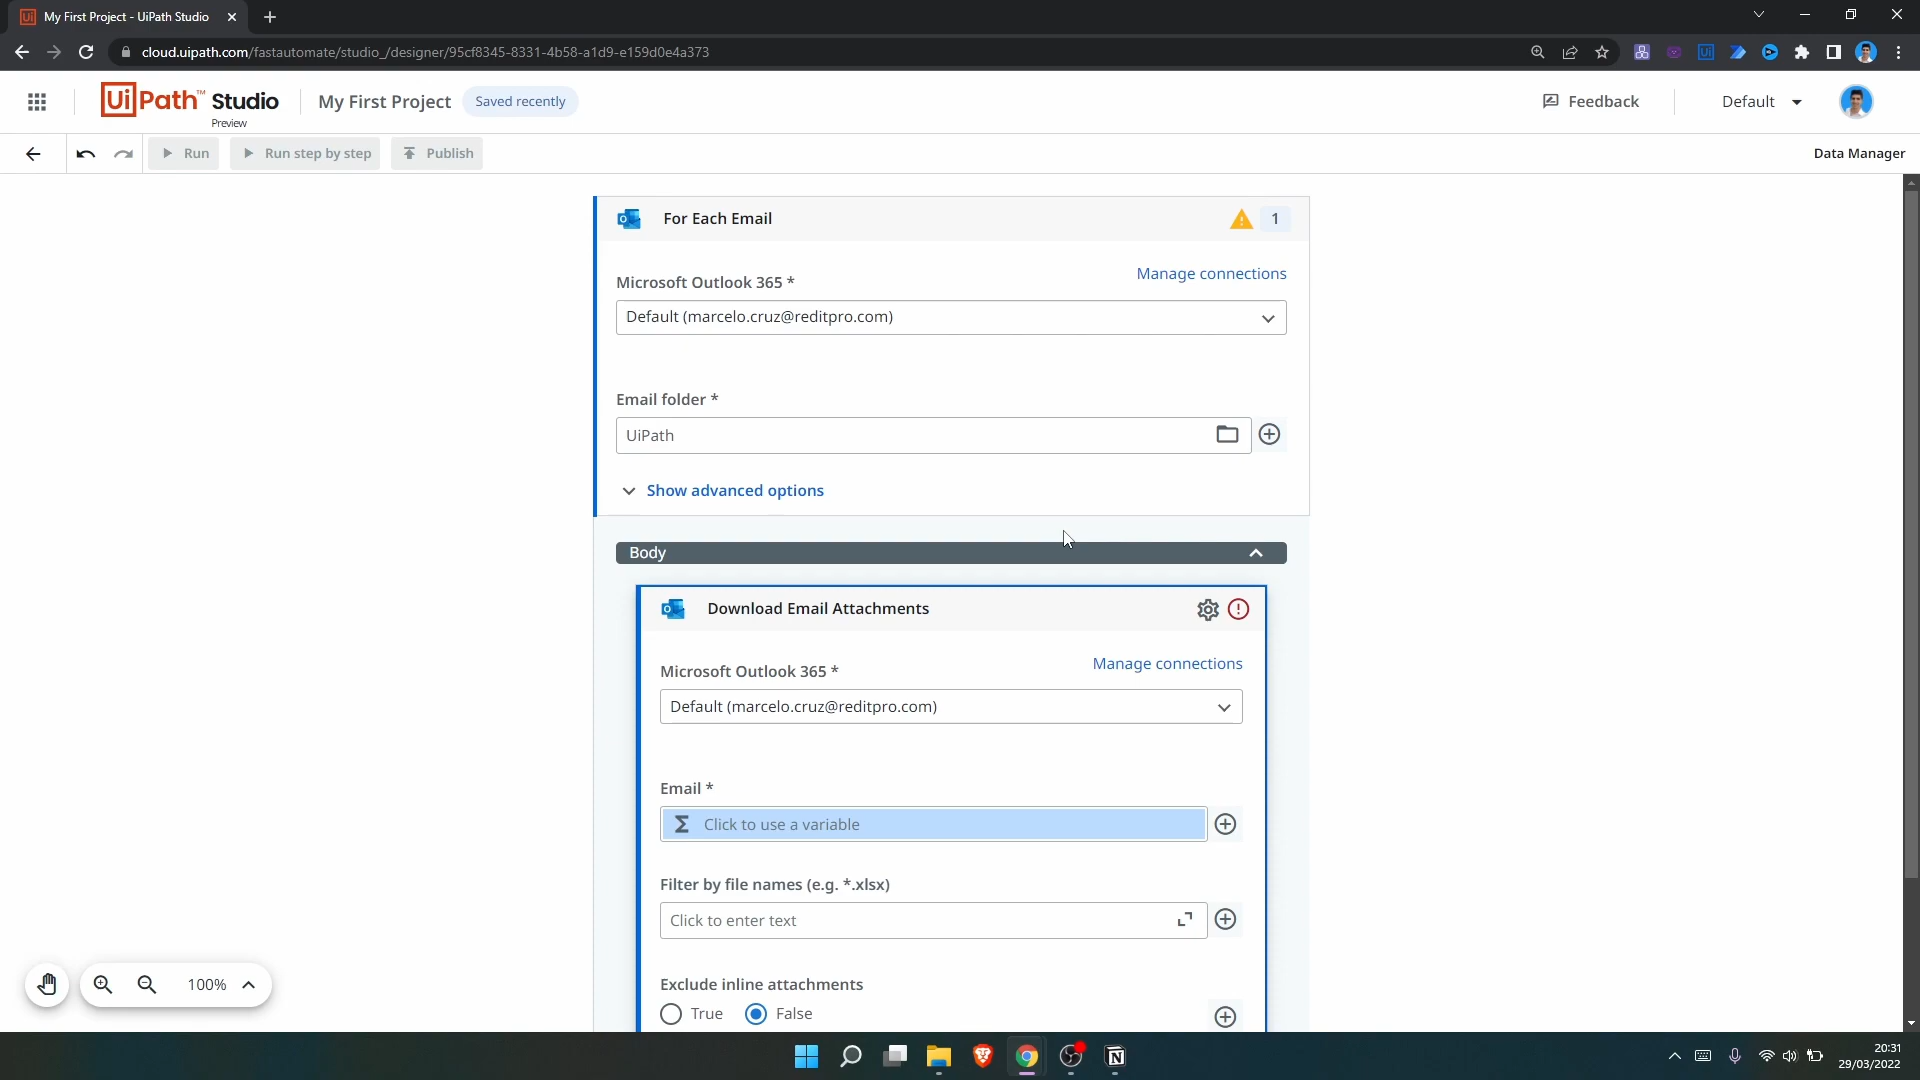 My First Project - UiPath Studio
cloud.uipath.com/fastautomate/studio_/designer/95cf8345-8331-4b58-a1d9-e159d0e4a373
UiPath™ Studio
Preview
My First Project
Saved recently
Feedback
Default
Run
Run step by step
Publish
Data Manager
For Each Email
1
Manage connections
Microsoft Outlook 365 *
Default (marcelo.cruz@reditpro.com)
Email folder *
UiPath
Show advanced options
Body
Download Email Attachments
Manage connections
Microsoft Outlook 365 *
Default (marcelo.cruz@reditpro.com)
Email *
Click to use a variable
Filter by file names (e.g. *.xlsx)
Click to enter text
Exclude inline attachments
True
False
100%
20:31
29/03/2022